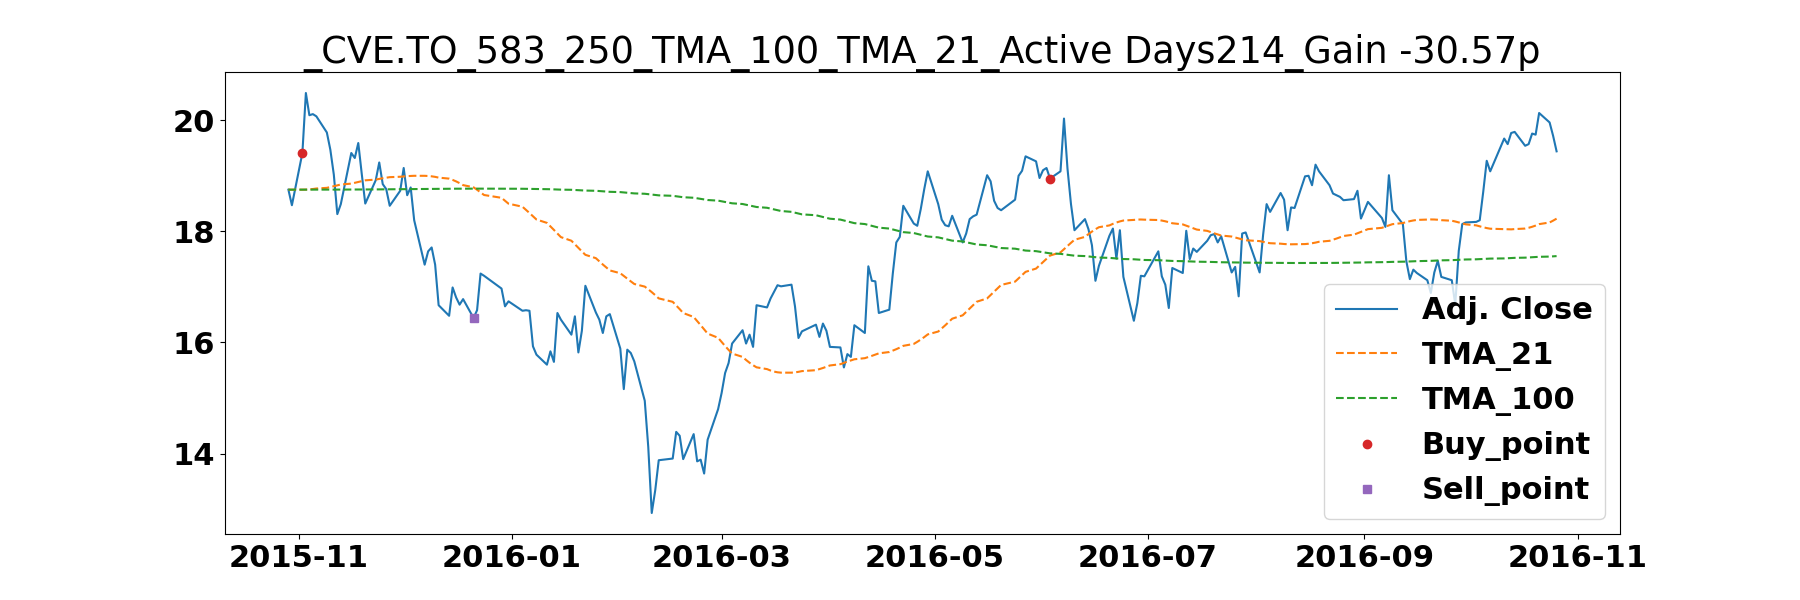 _CVE.TO_583_250_TMA_100_TMA_21_Active Days214_Gain -30.57p
20
18
16
14
2015-11 2016-01 2016-03 2016-05 2016-07 2016-09 2016-11
Adj. Close
TMA_21
TMA_100
Buy_point
Sell_point